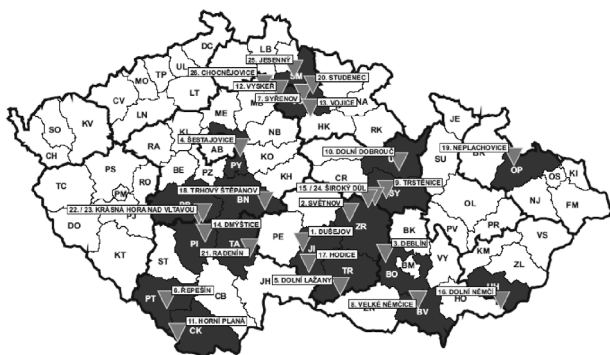 DC
LB
25. JESENNÝ
UL
SM
26. CHOCNĚJOVICE
20. STUDENEC
MO
TP
12. VYSKEŘ
LT
7. SYŘENOV
NA
CV
MB
13. VOJICE
SO
KV
LN
ME
JE
NB
HK
RK
4. ŠESTAJOVICE
KL
RA
AB
10. DOLNÍ DOBROUČ
19. NEPLACHOVICE
CH
KO
SU
OP
PS
BE
PZ
PY
RO
KH
CR
OS
KI
TC
PM
18. TRHOVÝ ŠTĚPÁNOV
15 / 24. ŠIROKÝ DŮL
9. TRSTĚNICE
SY
BN
NJ
FM
22. / 23. KRÁSNÁ HORA NAD VLTAVOU
2. SVĚTNOV
OL
PJ
14. DMÝŠTICE
ZR
DO
PI
PE
1. DUŠEJOV
BK
PV
PR
VS
TA
3. DEBLÍN
KT
ST
21. RADENÍN
JI
KM
17. HODICE
BO
BM
VY
ZL
TR
JH
5. DOLNÍ LAŽANY
6. ŘEPEŠÍN
PT
CB
UH
16. DOLNÍ NĚMČÍ
8. VELKÉ NĚMČICE
HO
BV
11. HORNÍ PLANÁ
CK